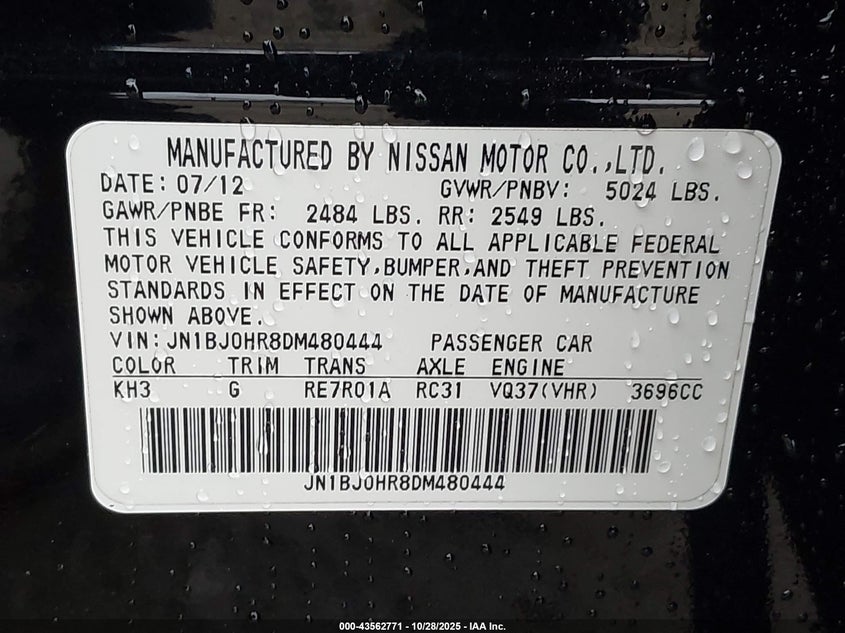 MANUFACTURED BY NISSAN MOTOR CO.,LTD.
DATE: 07/12 GVWR/PNBV: 5024 LBS.
GAWR/PNBE FR: 2484 LBS. RR: 2549 LBS.
THIS VEHICLE CONFORMS TO ALL APPLICABLE FEDERAL
MOTOR VEHICLE SAFETY,BUMPER,AND THEFT PREVENTION
STANDARDS IN EFFECT ON THE DATE OF MANUFACTURE
SHOWN ABOVE.
VIN:JN1BJ0HR8DM480444 PASSENGER CAR
COLOR TRIM TRANS AXLE ENGINE
KH3 G RE7R01A RC31 VQ37(VHR) 3696CC
JN1BJ0HR8DM480444
000-43562771 - 10/28/2025 - IAA Inc.